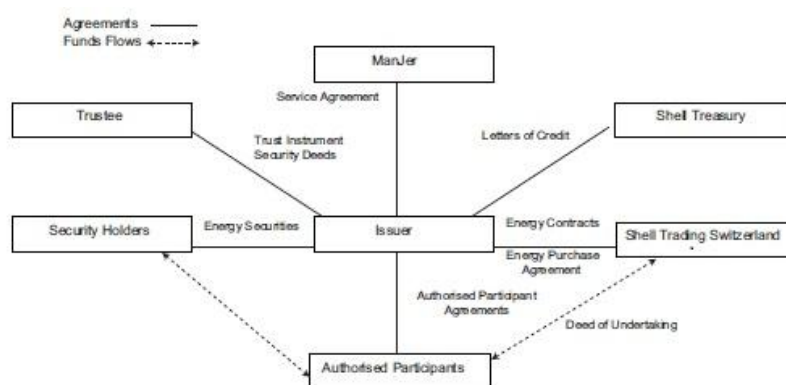 Agreements
Funds Flows
ManJer
Service Agreement
Trustee
Shell Treasury
Trust Instrument
Security Deeds
Letters of Credit
Security Holders
Energy Securities
Issuer
Energy Contracts
Shell Trading Switzerland
Energy Purchase
Agreement
Authorised Participant
Agreements
Deed of Undertaking
Authorised Participants